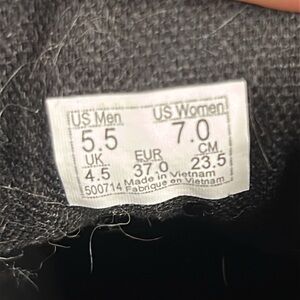 US Men US Women
5.5 7.0
UK EUR CM
4.5 37.0 23.5
500714 Made in Vietnam
Fabriqué en Vietnam